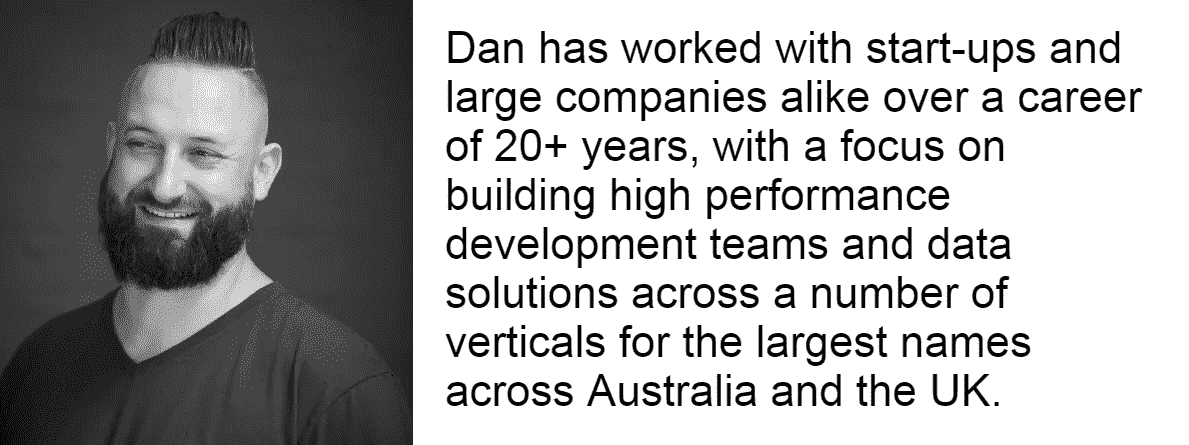 Dan has worked with start-ups and
large companies alike over a career
of 20+ years, with a focus on
building high performance
development teams and data
solutions across a number of
verticals for the largest names
across Australia and the UK.